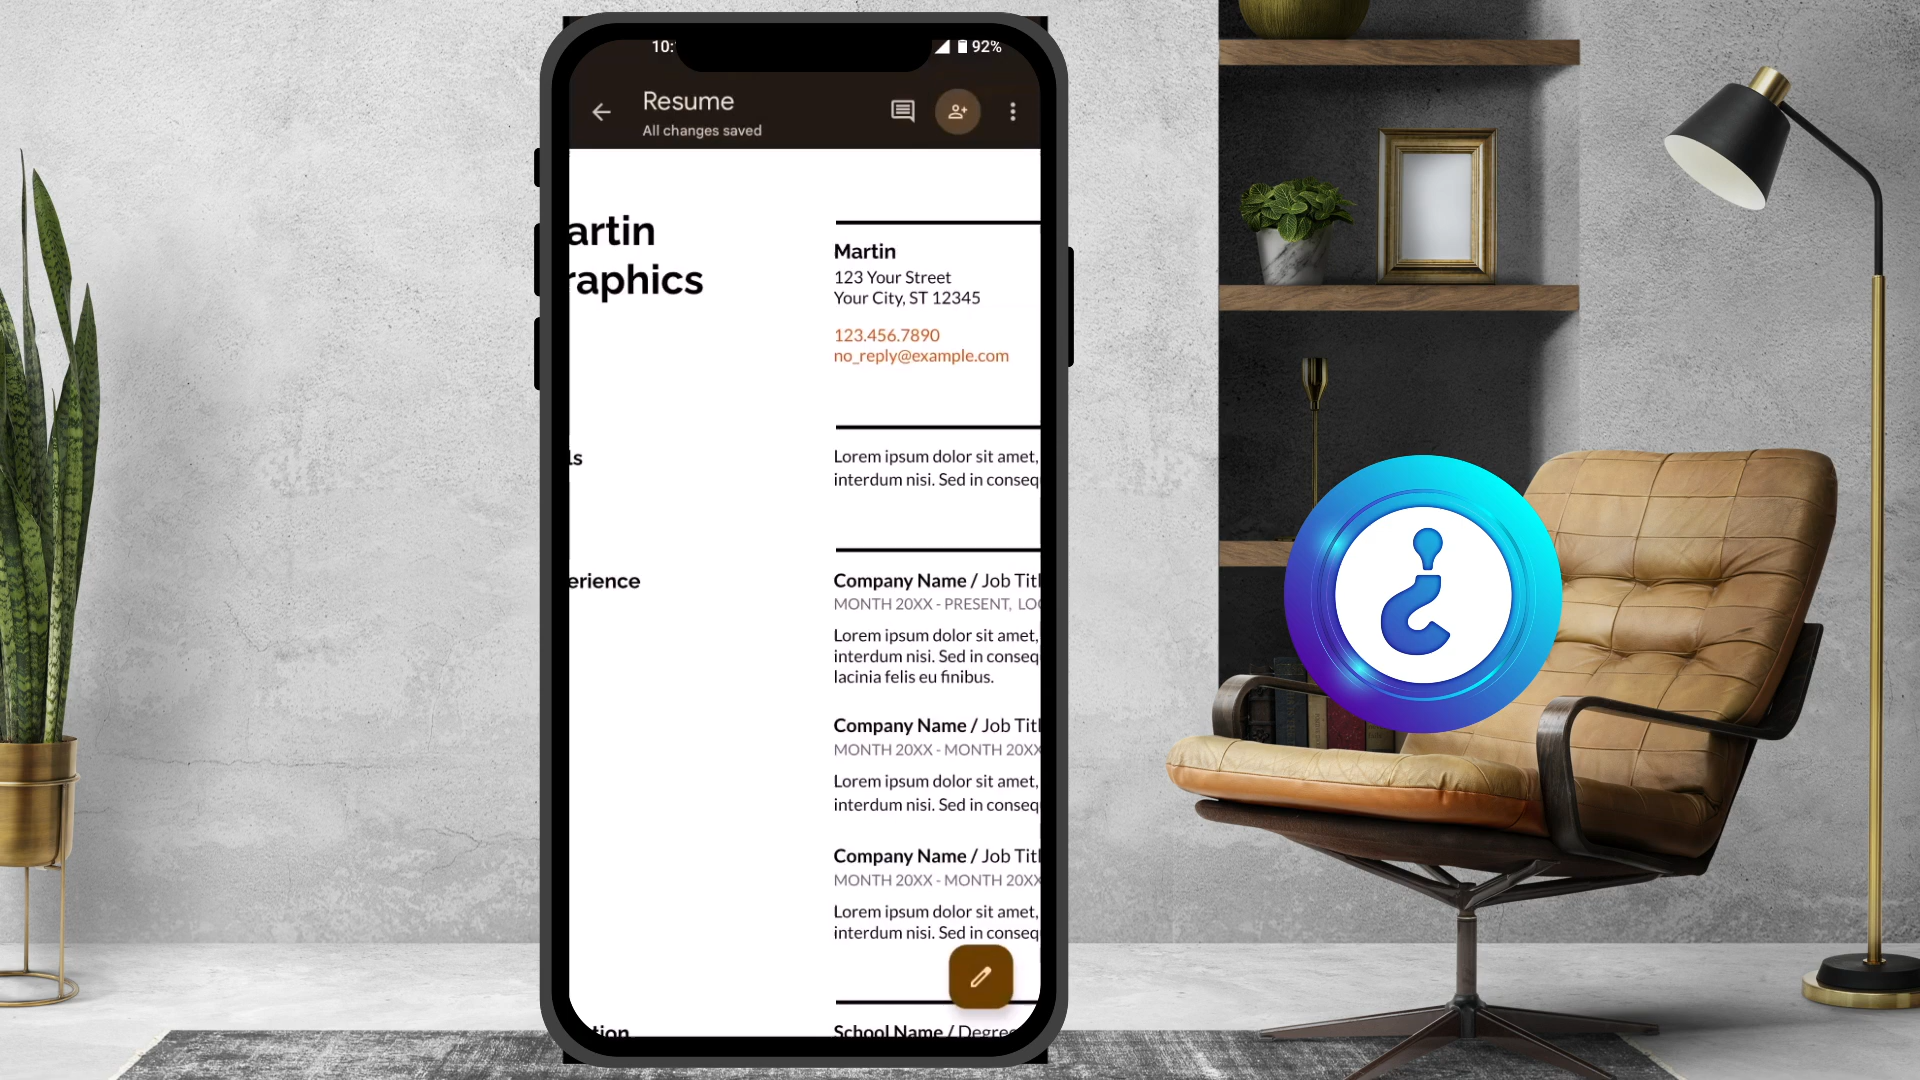 10:
92%
Resume
All changes saved
artin
raphics
Martin
123 Your Street
Your City, ST 12345
123.456.7890
no_reply@example.com
ls
Lorem ipsum dolor sit amet,
interdum nisi. Sed in conseq
erience
Company Name / Job Titl
MONTH 20XX - PRESENT, LOC
Lorem ipsum dolor sit amet,
interdum nisi. Sed in conseq
lacinia felis eu finibus.
Company Name / Job Titl
MONTH 20XX - MONTH 20XX
Lorem ipsum dolor sit amet,
interdum nisi. Sed in conseq
Company Name / Job Titl
MONTH 20XX - MONTH 20XX
Lorem ipsum dolor sit amet,
interdum nisi. Sed in consequ
tion
School Name / Degree